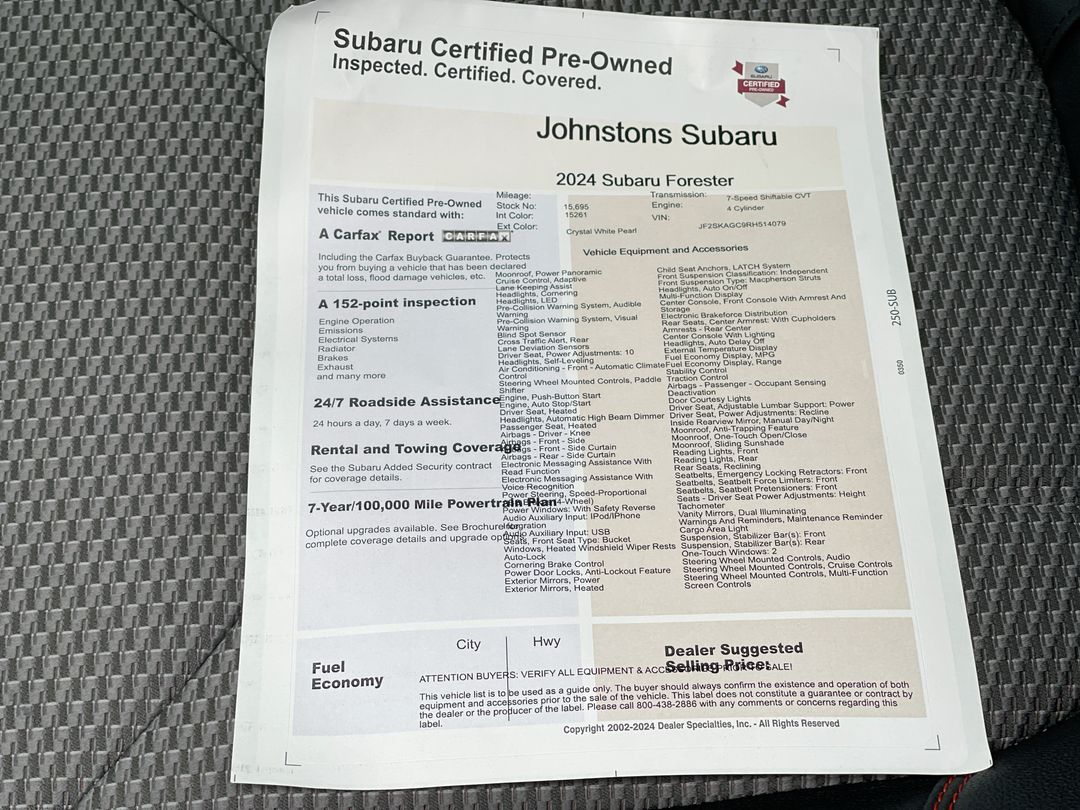 Subaru Certified Pre-Owned
Inspected. Certified. Covered.
SUBARU
CERTIFIED
PRE-OWNED
Johnstons Subaru
2024 Subaru Forester
This Subaru Certified Pre-Owned
vehicle comes standard with:
A Carfax® Report CARFAX
Including the Carfax Buyback Guarantee. Protects
you from buying a vehicle that has been declared
a total loss, flood damage vehicles, etc.
A 152-point inspection
Engine Operation
Emissions
Electrical Systems
Radiator
Brakes
Exhaust
and many more
24/7 Roadside Assistance
24 hours a day, 7 days a week.
Rental and Towing Coverage
See the Subaru Added Security contract
for coverage details.
7-Year/100,000 Mile Powertrain Plan
Optional upgrades available. See Brochure for
complete coverage details and upgrade options.
Mileage:
Stock No: 15,695
Int Color: 15261
Ext Color: Crystal White Pearl
Transmission: 7-Speed Shiftable CVT
Engine: 4 Cylinder
VIN: JF2SKAGC9RH514079
Vehicle Equipment and Accessories
Moonroof, Power Panoramic
Cruise Control, Adaptive
Lane Keeping Assist
Headlights, Cornering
Headlights, LED
Pre-Collision Warning System, Audible
Warning
Pre-Collision Warning System, Visual
Warning
Blind Spot Sensor
Cross Traffic Alert, Rear
Lane Deviation Sensors
Driver Seat, Power Adjustments: 10
Headlights, Self-Leveling
Air Conditioning - Front - Automatic Climate
Control
Steering Wheel Mounted Controls, Paddle
Shifter
Engine, Push-Button Start
Engine, Auto Stop/Start
Driver Seat, Heated
Headlights, Automatic High Beam Dimmer
Passenger Seat, Heated
Airbags - Driver - Knee
Airbags - Front - Side
Airbags - Front - Side Curtain
Airbags - Rear - Side Curtain
Electronic Messaging Assistance With
Read Function
Electronic Messaging Assistance With
Voice Recognition
Power Steering, Speed-Proportional
4-Wheel)
Power Windows: With Safety Reverse
Audio Auxiliary Input: IPod/IPhone
Integration
Audio Auxiliary Input: USB
Seats, Front Seat Type: Bucket
Windows, Heated Windshield Wiper Rests
Auto-Lock
Cornering Brake Control
Power Door Locks, Anti-Lockout Feature
Exterior Mirrors, Power
Exterior Mirrors, Heated
Child Seat Anchors, LATCH System
Front Suspension Classification: Independent
Front Suspension Type: Macpherson Struts
Headlights, Auto On/Off
Multi-Function Display
Center Console, Front Console With Armrest And
Storage
Electronic Brakeforce Distribution
Rear Seats, Center Armrest: With Cupholders
Armrests - Rear Center
Center Console With Lighting
Headlights, Auto Delay Off
External Temperature Display
Fuel Economy Display, MPG
Fuel Economy Display, Range
Stability Control
Traction Control
Airbags - Passenger - Occupant Sensing
Deactivation
Door Courtesy Lights
Driver Seat, Adjustable Lumbar Support: Power
Driver Seat, Power Adjustments: Recline
Inside Rearview Mirror, Manual Day/Night
Moonroof, Anti-Trapping Feature
Moonroof, One-Touch Open/Close
Moonroof, Sliding Sunshade
Reading Lights, Front
Reading Lights, Rear
Rear Seats, Reclining
Seatbelts, Emergency Locking Retractors: Front
Seatbelts, Seatbelt Force Limiters: Front
Seatbelts, Seatbelt Pretensioners: Front
Seats - Driver Seat Power Adjustments: Height
Tachometer
Vanity Mirrors, Dual Illuminating
Warnings And Reminders, Maintenance Reminder
Cargo Area Light
Suspension, Stabilizer Bar(s): Front
Suspension, Stabilizer Bar(s): Rear
One-Touch Windows: 2
Steering Wheel Mounted Controls, Audio
Steering Wheel Mounted Controls, Cruise Controls
Steering Wheel Mounted Controls, Multi-Function
Screen Controls
250-SUB
0350
Fuel
Economy
City Hwy
Dealer Suggested
Selling Price:
ATTENTION BUYERS: VERIFY ALL EQUIPMENT & ACCESSORIES PRIOR TO SALE!
This vehicle list is to be used as a guide only. The buyer should always confirm the existence and operation of both
equipment and accessories prior to the sale of the vehicle. This label does not constitute a guarantee or contract by
the dealer or the producer of the label. Please call 800-438-2886 with any comments or concerns regarding this
label.
Copyright 2002-2024 Dealer Specialties, Inc. - All Rights Reserved